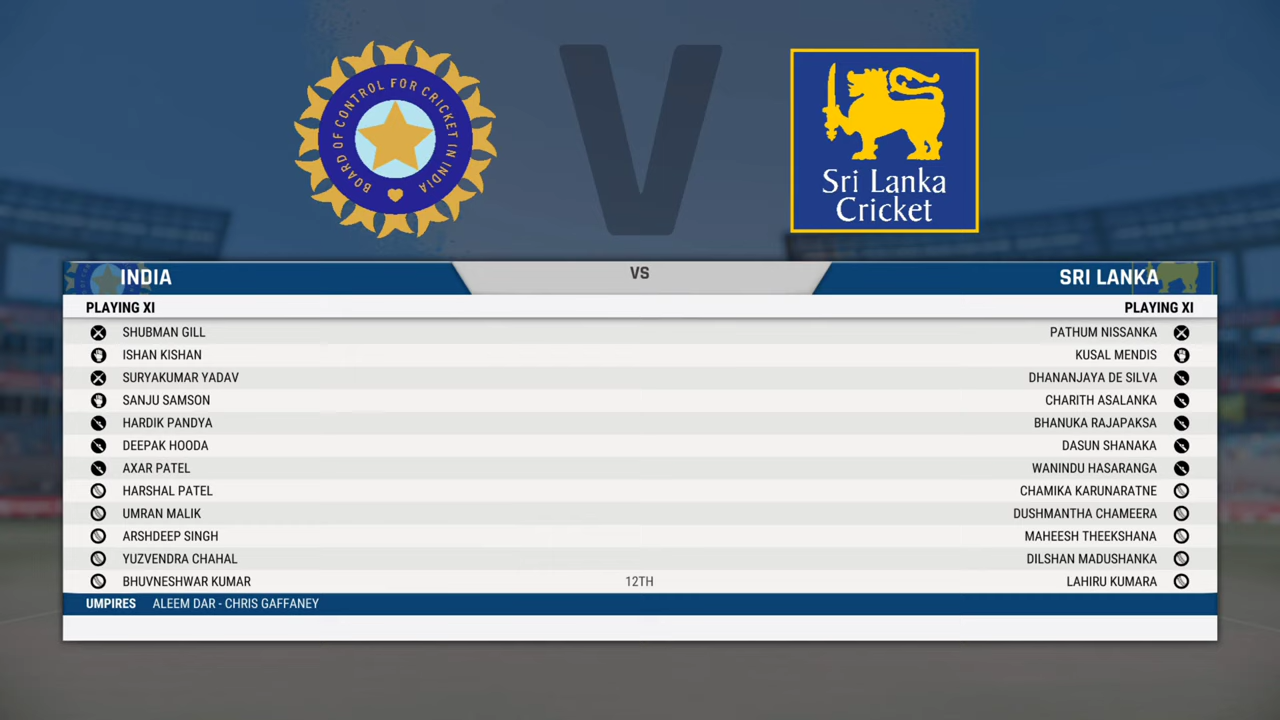 V
BOARD OF CONTROL FOR CRICKET IN INDIA
Sri Lanka
Cricket
INDIA VS SRI LANKA
PLAYING XI PLAYING XI
SHUBMAN GILL PATHUM NISSANKA
ISHAN KISHAN KUSAL MENDIS
SURYAKUMAR YADAV DHANANJAYA DE SILVA
SANJU SAMSON CHARITH ASALANKA
HARDIK PANDYA BHANUKA RAJAPAKSA
DEEPAK HOODA DASUN SHANAKA
AXAR PATEL WANINDU HASARANGA
HARSHAL PATEL CHAMIKA KARUNARATNE
UMRAN MALIK DUSHMANTHA CHAMEERA
ARSHDEEP SINGH MAHEESH THEEKSHANA
YUZVENDRA CHAHAL DILSHAN MADUSHANKA
BHUVNESHWAR KUMAR 12TH LAHIRU KUMARA
UMPIRES ALEEM DAR - CHRIS GAFFANEY